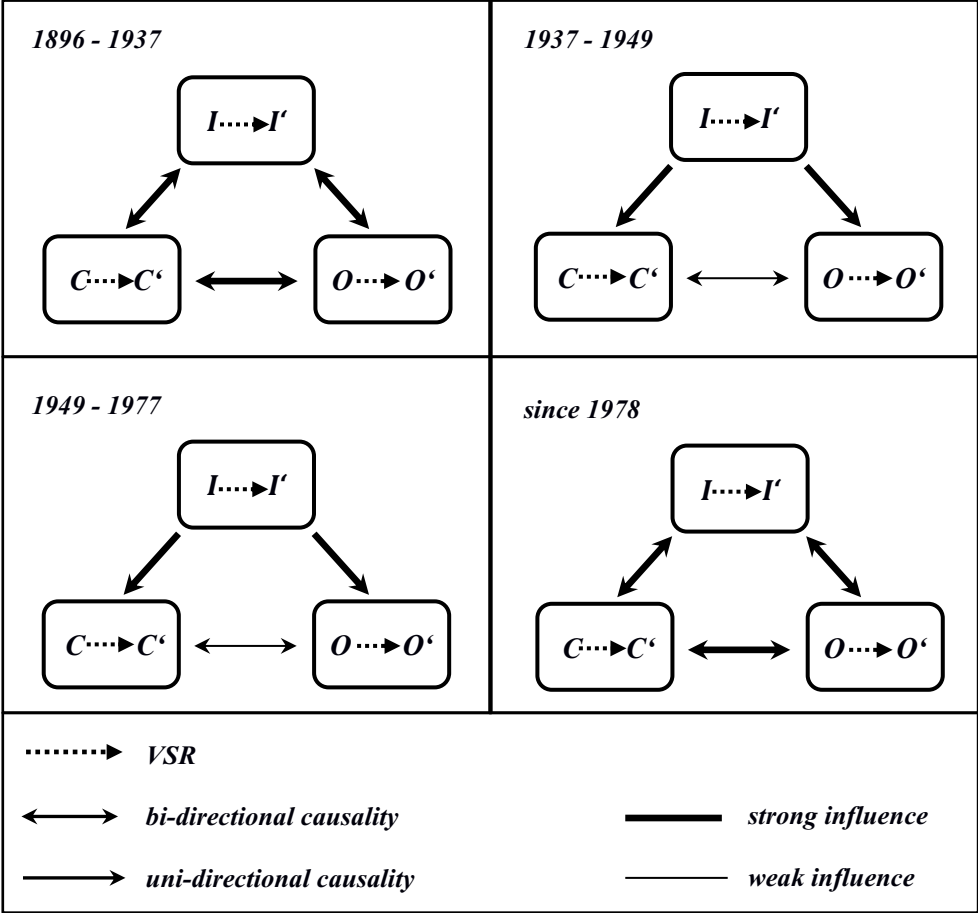 1896 - 1937
I I‘
C C‘
O O‘
1937 - 1949
I I‘
C C‘
O O‘
1949 - 1977
I I‘
C C‘
O O‘
since 1978
I I‘
C C‘
O O‘
VSR
bi-directional causality
uni-directional causality
strong influence
weak influence